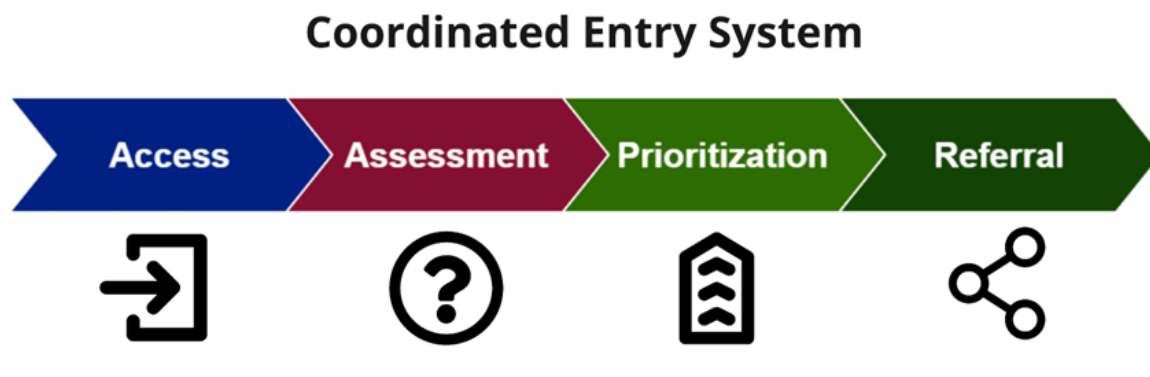 Coordinated Entry System
Access Assessment Prioritization Referral
?